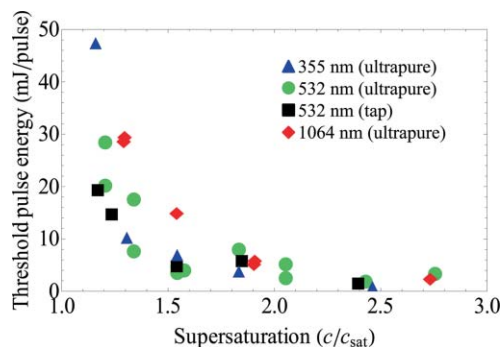 Threshold pulse energy (mJ/pulse)
50
40
30
20
10
0
355 nm (ultrapure)
532 nm (ultrapure)
532 nm (tap)
1064 nm (ultrapure)
1.0 1.5 2.0 2.5 3.0
Supersaturation (c/c_sat)